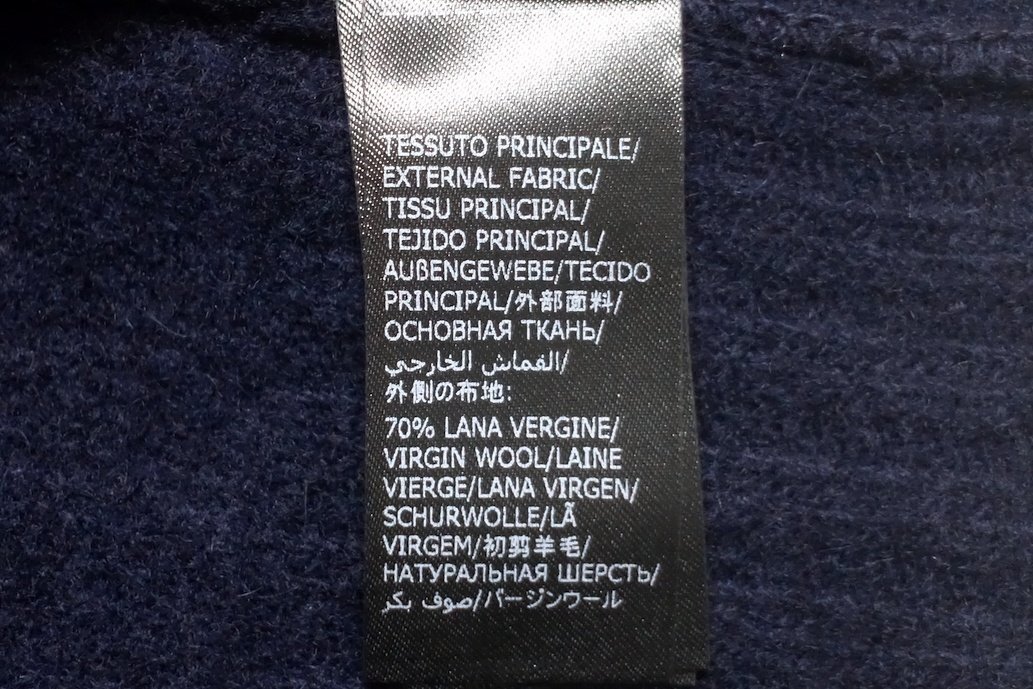 TESSUTO PRINCIPALE/
EXTERNAL FABRIC/
TISSU PRINCIPAL/
TEJIDO PRINCIPAL/
AUßENGEWEBE/TECIDO
PRINCIPAL/外部面料/
ОСНОВНАЯ ТКАНЬ/
القماش الخارجي/
外側の布地:
70% LANA VERGINE/
VIRGIN WOOL/LAINE
VIERGE/LANA VIRGEN/
SCHURWOLLE/LÃ
VIRGEM/初剪羊毛/
НАТУРАЛЬНАЯ ШЕРСТЬ/
صوف بكر/バージンウール